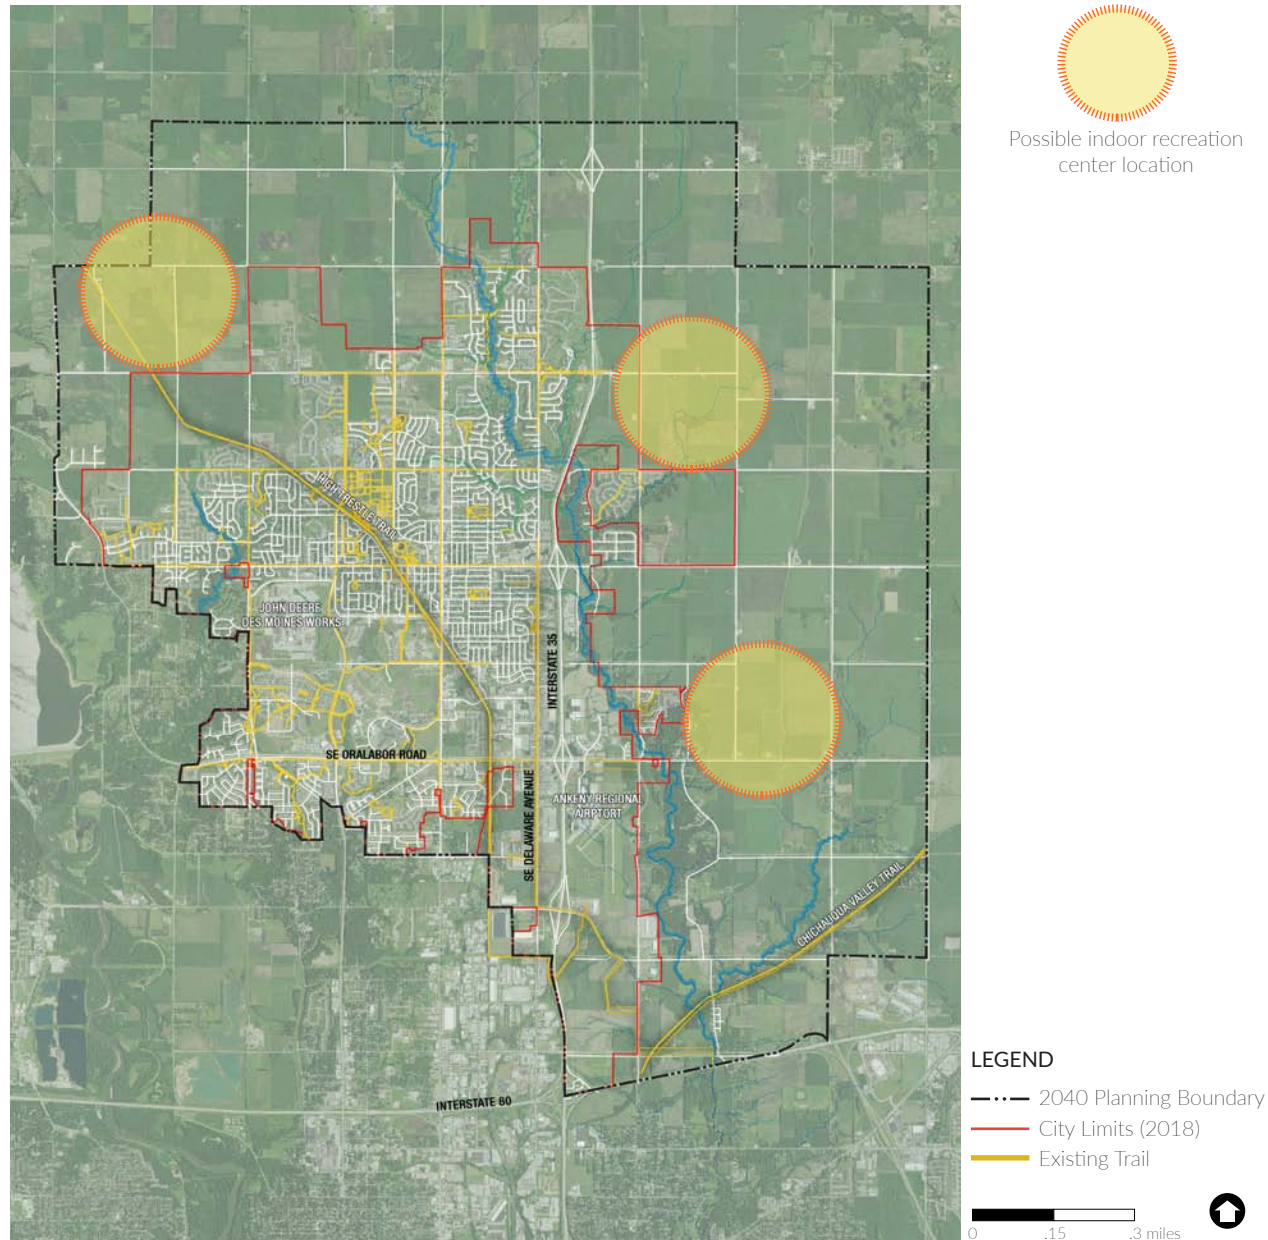 Possible indoor recreation
center location
HIGH TRESTLE TRAIL
JOHN DEERE
DES MOINES WORKS
INTERSTATE 35
SE ORALABOR ROAD
SE DELAWARE AVENUE
ANKENY REGIONAL
AIRPTORT
CHICHAUQUA VALLEY TRAIL
INTERSTATE 80
LEGEND
2040 Planning Boundary
City Limits (2018)
Existing Trail
0 .15 .3 miles